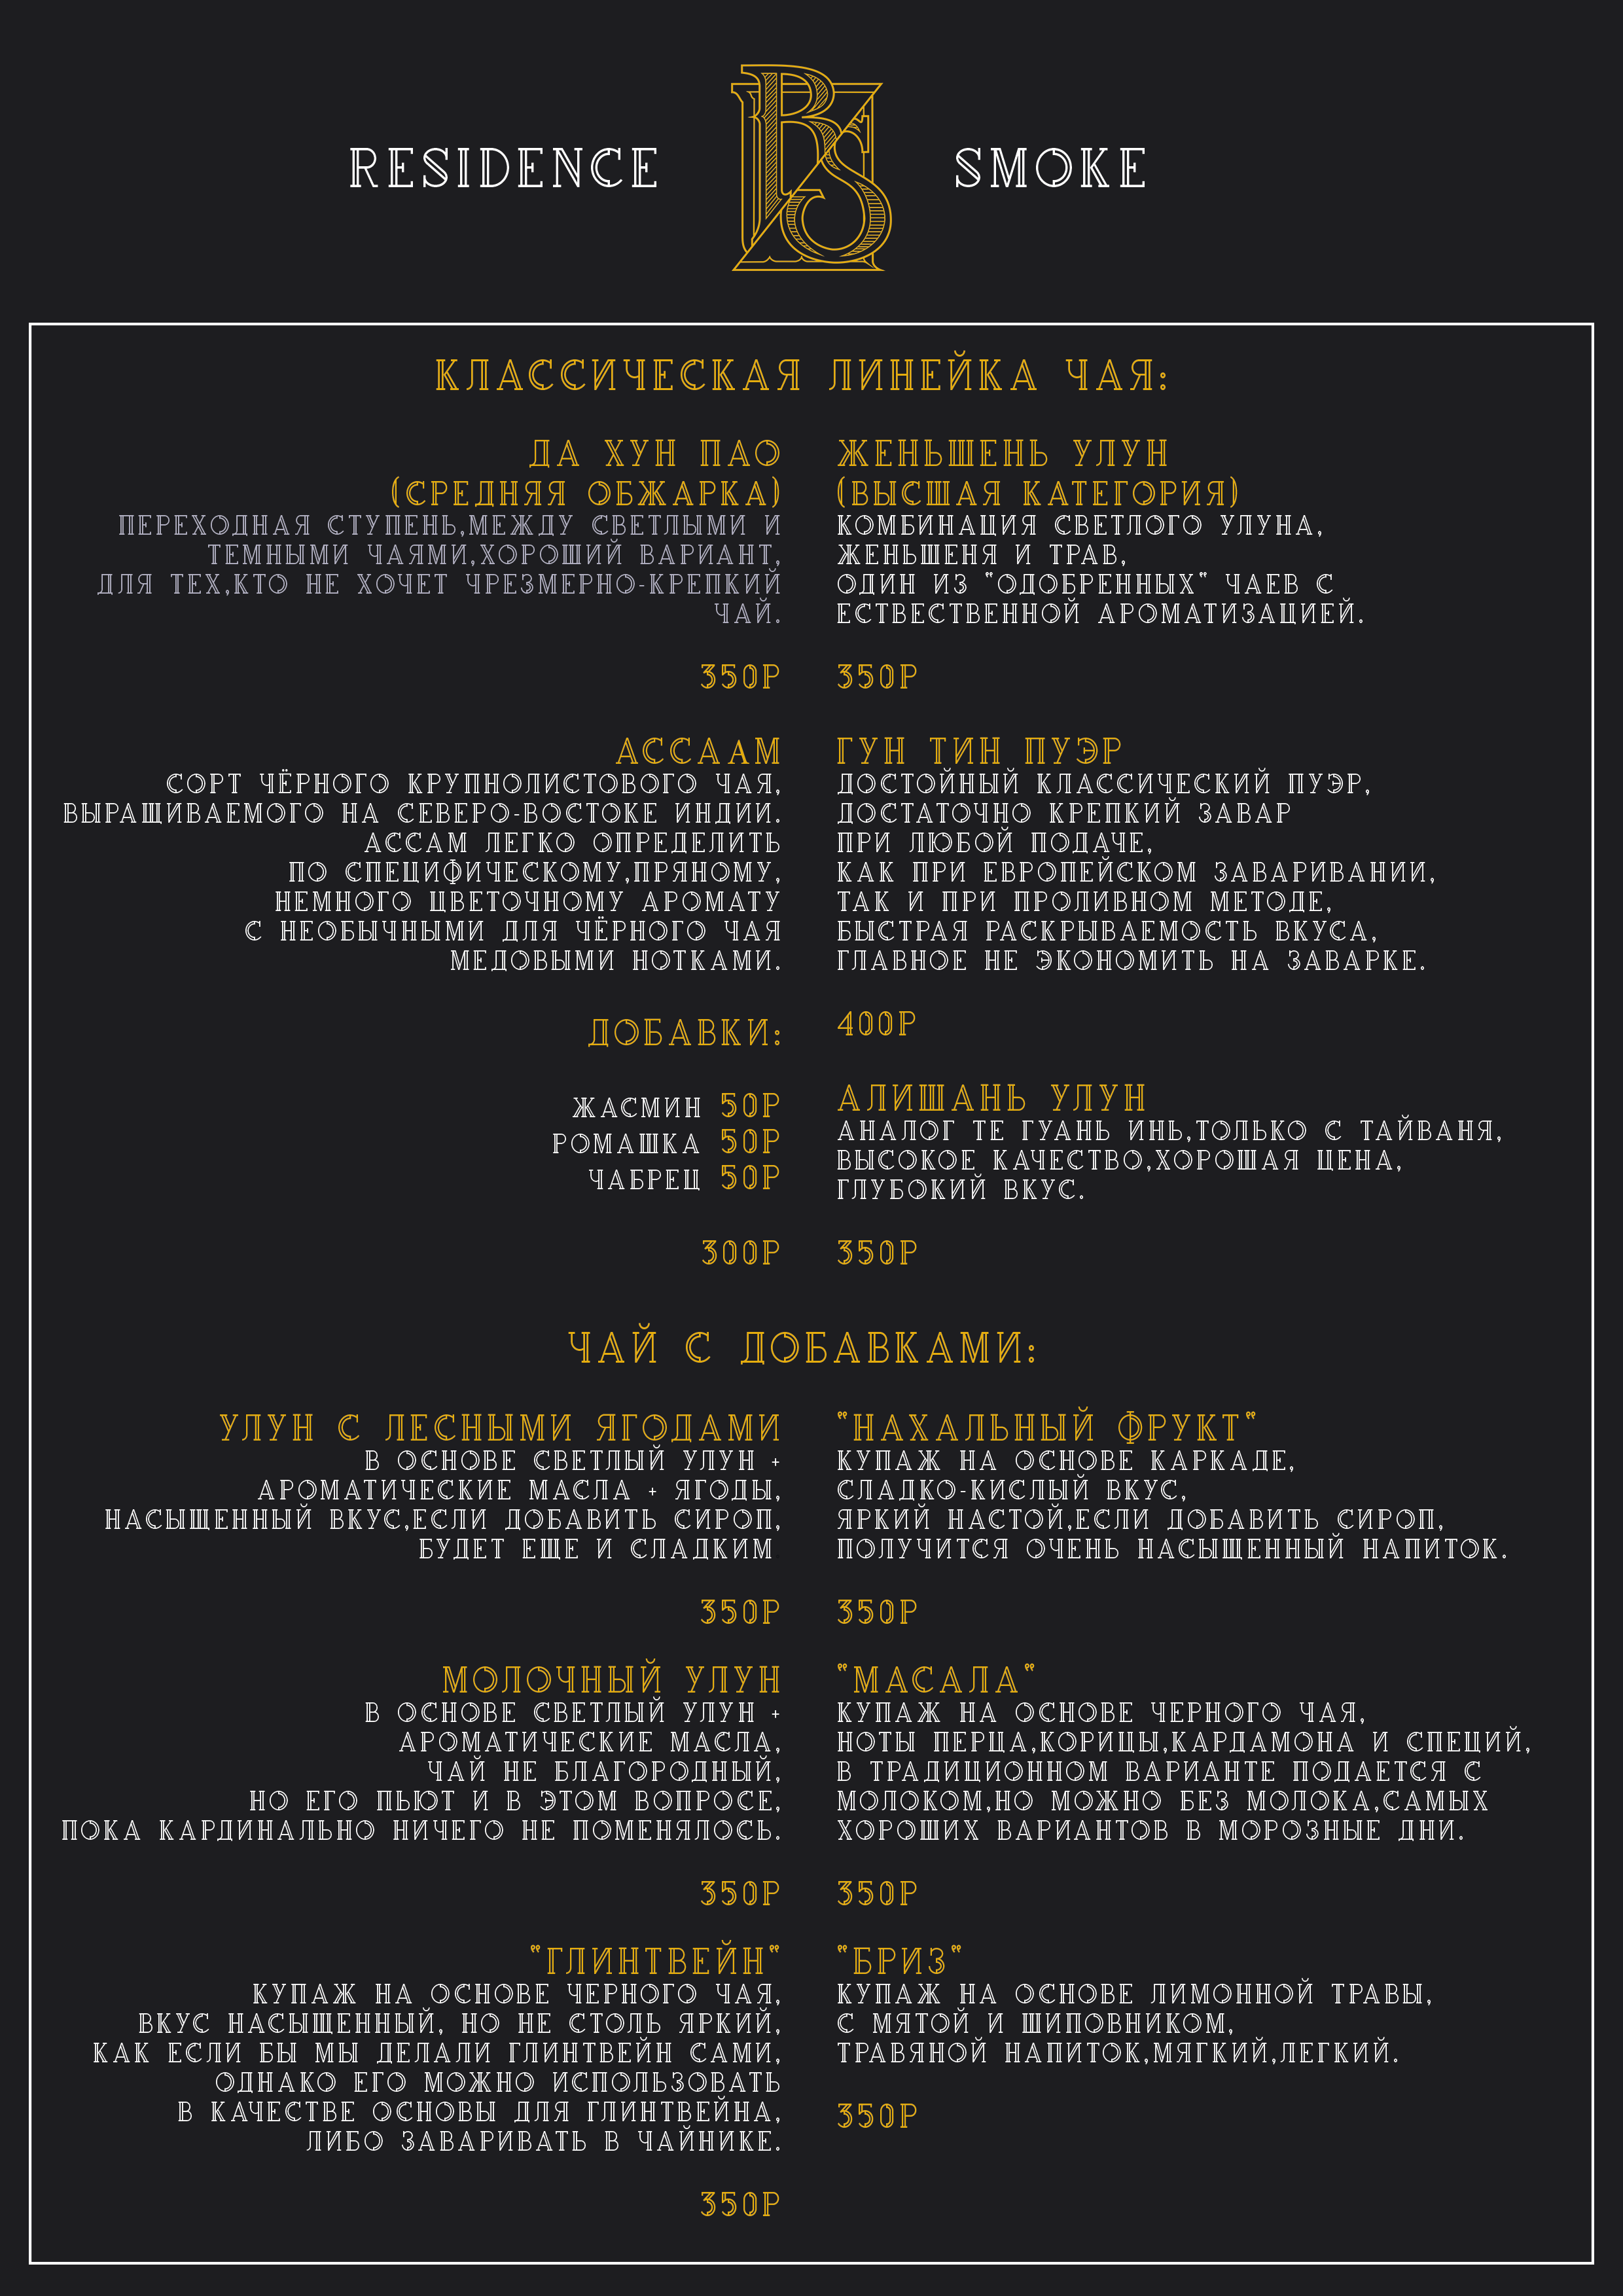 RESIDENCE
RS
SMOKE
КЛАССИЧЕСКАЯ ЛИНЕЙКА ЧАЯ:
ДА ХУН ПАО
(СРЕДНЯЯ ОБЖАРКА)
ПЕРЕХОДНАЯ СТУПЕНЬ,МЕЖДУ СВЕТЛЫМИ И
ТЕМНЫМИ ЧАЯМИ,ХОРОШИЙ ВАРИАНТ,
ДЛЯ ТЕХ,КТО НЕ ХОЧЕТ ЧРЕЗМЕРНО-КРЕПКИЙ
ЧАЙ.
350Р
АССААМ
СОРТ ЧЁРНОГО КРУПНОЛИСТОВОГО ЧАЯ,
ВЫРАЩИВАЕМОГО НА СЕВЕРО-ВОСТОКЕ ИНДИИ.
АССАМ ЛЕГКО ОПРЕДЕЛИТЬ
ПО СПЕЦИФИЧЕСКОМУ,ПРЯНОМУ,
НЕМНОГО ЦВЕТОЧНОМУ АРОМАТУ
С НЕОБЫЧНЫМИ ДЛЯ ЧЁРНОГО ЧАЯ
МЕДОВЫМИ НОТКАМИ.
ДОБАВКИ:
ЖАСМИН 50Р
РОМАШКА 50Р
ЧАБРЕЦ 50Р
300Р
ЖЕНЬШЕНЬ УЛУН
(ВЫСШАЯ КАТЕГОРИЯ)
КОМБИНАЦИЯ СВЕТЛОГО УЛУНА,
ЖЕНЬШЕНЯ И ТРАВ,
ОДИН ИЗ "ОДОБРЕННЫХ" ЧАЕВ С
ЕСТВЕСТВЕННОЙ АРОМАТИЗАЦИЕЙ.
350Р
ГУН ТИН ПУЭР
ДОСТОЙНЫЙ КЛАССИЧЕСКИЙ ПУЭР,
ДОСТАТОЧНО КРЕПКИЙ ЗАВАР
ПРИ ЛЮБОЙ ПОДАЧЕ,
КАК ПРИ ЕВРОПЕЙСКОМ ЗАВАРИВАНИИ,
ТАК И ПРИ ПРОЛИВНОМ МЕТОДЕ,
БЫСТРАЯ РАСКРЫВАЕМОСТЬ ВКУСА,
ГЛАВНОЕ НЕ ЭКОНОМИТЬ НА ЗАВАРКЕ.
400Р
АЛИШАНЬ УЛУН
АНАЛОГ ТЕ ГУАНЬ ИНЬ,ТОЛЬКО С ТАЙВАНЯ,
ВЫСОКОЕ КАЧЕСТВО,ХОРОШАЯ ЦЕНА,
ГЛУБОКИЙ ВКУС.
350Р
ЧАЙ С ДОБАВКАМИ:
УЛУН С ЛЕСНЫМИ ЯГОДАМИ
В ОСНОВЕ СВЕТЛЫЙ УЛУН +
АРОМАТИЧЕСКИЕ МАСЛА + ЯГОДЫ,
НАСЫЩЕННЫЙ ВКУС,ЕСЛИ ДОБАВИТЬ СИРОП,
БУДЕТ ЕЩЕ И СЛАДКИМ
350Р
МОЛОЧНЫЙ УЛУН
В ОСНОВЕ СВЕТЛЫЙ УЛУН +
АРОМАТИЧЕСКИЕ МАСЛА,
ЧАЙ НЕ БЛАГОРОДНЫЙ,
НО ЕГО ПЬЮТ И В ЭТОМ ВОПРОСЕ,
ПОКА КАРДИНАЛЬНО НИЧЕГО НЕ ПОМЕНЯЛОСЬ.
350Р
"ГЛИНТВЕЙН"
КУПАЖ НА ОСНОВЕ ЧЕРНОГО ЧАЯ,
ВКУС НАСЫЩЕННЫЙ, НО НЕ СТОЛЬ ЯРКИЙ,
КАК ЕСЛИ БЫ МЫ ДЕЛАЛИ ГЛИНТВЕЙН САМИ,
ОДНАКО ЕГО МОЖНО ИСПОЛЬЗОВАТЬ
В КАЧЕСТВЕ ОСНОВЫ ДЛЯ ГЛИНТВЕЙНА,
ЛИБО ЗАВАРИВАТЬ В ЧАЙНИКЕ.
350Р
"НАХАЛЬНЫЙ ФРУКТ"
КУПАЖ НА ОСНОВЕ КАРКАДЕ,
СЛАДКО-КИСЛЫЙ ВКУС,
ЯРКИЙ НАСТОЙ,ЕСЛИ ДОБАВИТЬ СИРОП,
ПОЛУЧИТСЯ ОЧЕНЬ НАСЫЩЕННЫЙ НАПИТОК.
350Р
"МАСАЛА"
КУПАЖ НА ОСНОВЕ ЧЕРНОГО ЧАЯ,
НОТЫ ПЕРЦА,КОРИЦЫ,КАРДАМОНА И СПЕЦИЙ,
В ТРАДИЦИОННОМ ВАРИАНТЕ ПОДАЕТСЯ С
МОЛОКОМ,НО МОЖНО БЕЗ МОЛОКА,САМЫХ
ХОРОШИХ ВАРИАНТОВ В МОРОЗНЫЕ ДНИ.
350Р
"БРИЗ"
КУПАЖ НА ОСНОВЕ ЛИМОННОЙ ТРАВЫ,
С МЯТОЙ И ШИПОВНИКОМ,
ТРАВЯНОЙ НАПИТОК,МЯГКИЙ,ЛЕГКИЙ.
350Р